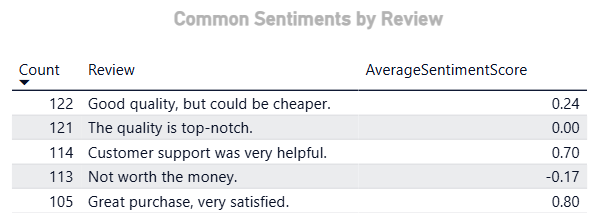 Common Sentiments by Review
Count Review AverageSentimentScore
122 Good quality, but could be cheaper. 0.24
121 The quality is top-notch. 0.00
114 Customer support was very helpful. 0.70
113 Not worth the money. -0.17
105 Great purchase, very satisfied. 0.80